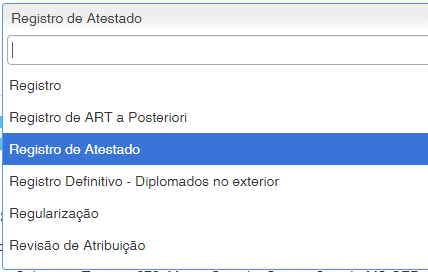 Registro de Atestado
Registro
Registro de ART a Posteriori
Registro de Atestado
Registro Definitivo - Diplomados no exterior
Regularização
Revisão de Atribuição